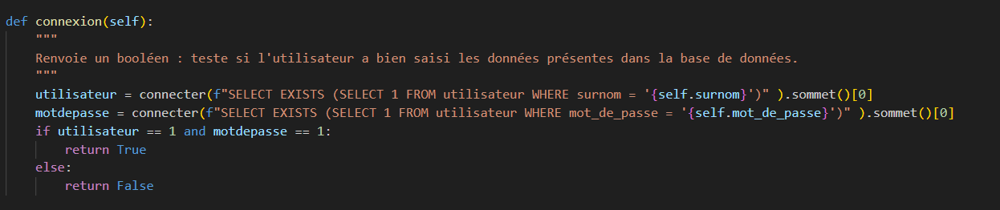 def connexion(self):
    """
    Renvoie un booléen : teste si l'utilisateur a bien saisi les données présentes dans la base de données.
    """
    utilisateur = connecter(f"SELECT EXISTS (SELECT 1 FROM utilisateur WHERE surnom = '{self.surnom}')" ).sommet()[0]
    motdepasse = connecter(f"SELECT EXISTS (SELECT 1 FROM utilisateur WHERE mot_de_passe = '{self.mot_de_passe}')" ).sommet()[0]
    if utilisateur == 1 and motdepasse == 1:
        return True
    else:
        return False